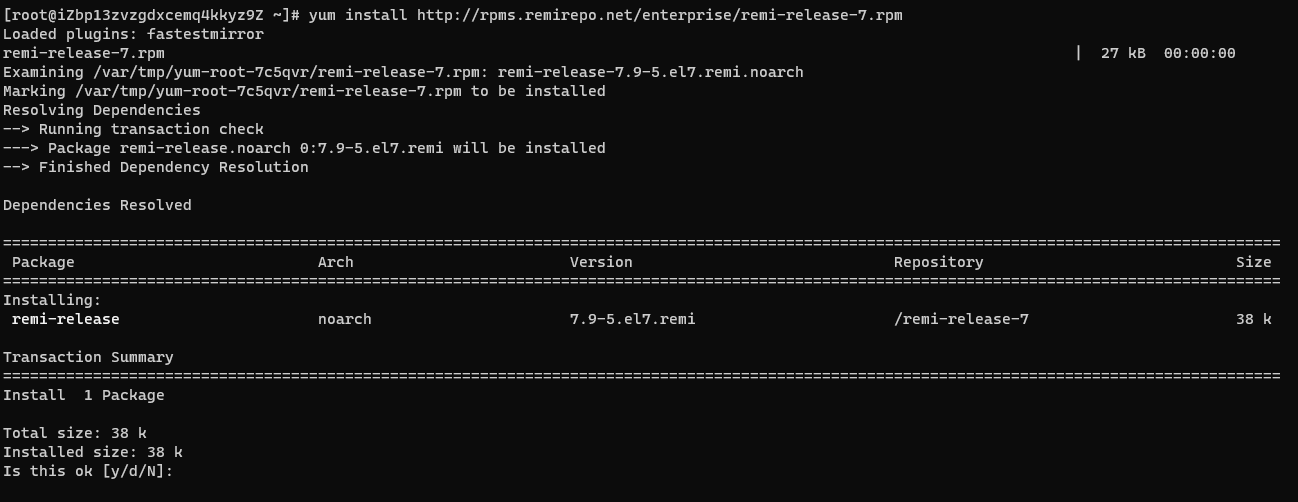 [root@iZbp13zvzgdxcemq4kkyz9Z ~]# yum install http://rpms.remirepo.net/enterprise/remi-release-7.rpm
Loaded plugins: fastestmirror
remi-release-7.rpm | 27 kB 00:00:00
Examining /var/tmp/yum-root-7c5qvr/remi-release-7.rpm: remi-release-7.9-5.el7.remi.noarch
Marking /var/tmp/yum-root-7c5qvr/remi-release-7.rpm to be installed
Resolving Dependencies
--> Running transaction check
---> Package remi-release.noarch 0:7.9-5.el7.remi will be installed
--> Finished Dependency Resolution
Dependencies Resolved
================================================================================================================================================
Package Arch Version Repository Size
================================================================================================================================================
Installing:
remi-release noarch 7.9-5.el7.remi /remi-release-7 38 k
Transaction Summary
================================================================================================================================================
Install 1 Package
Total size: 38 k
Installed size: 38 k
Is this ok [y/d/N]: